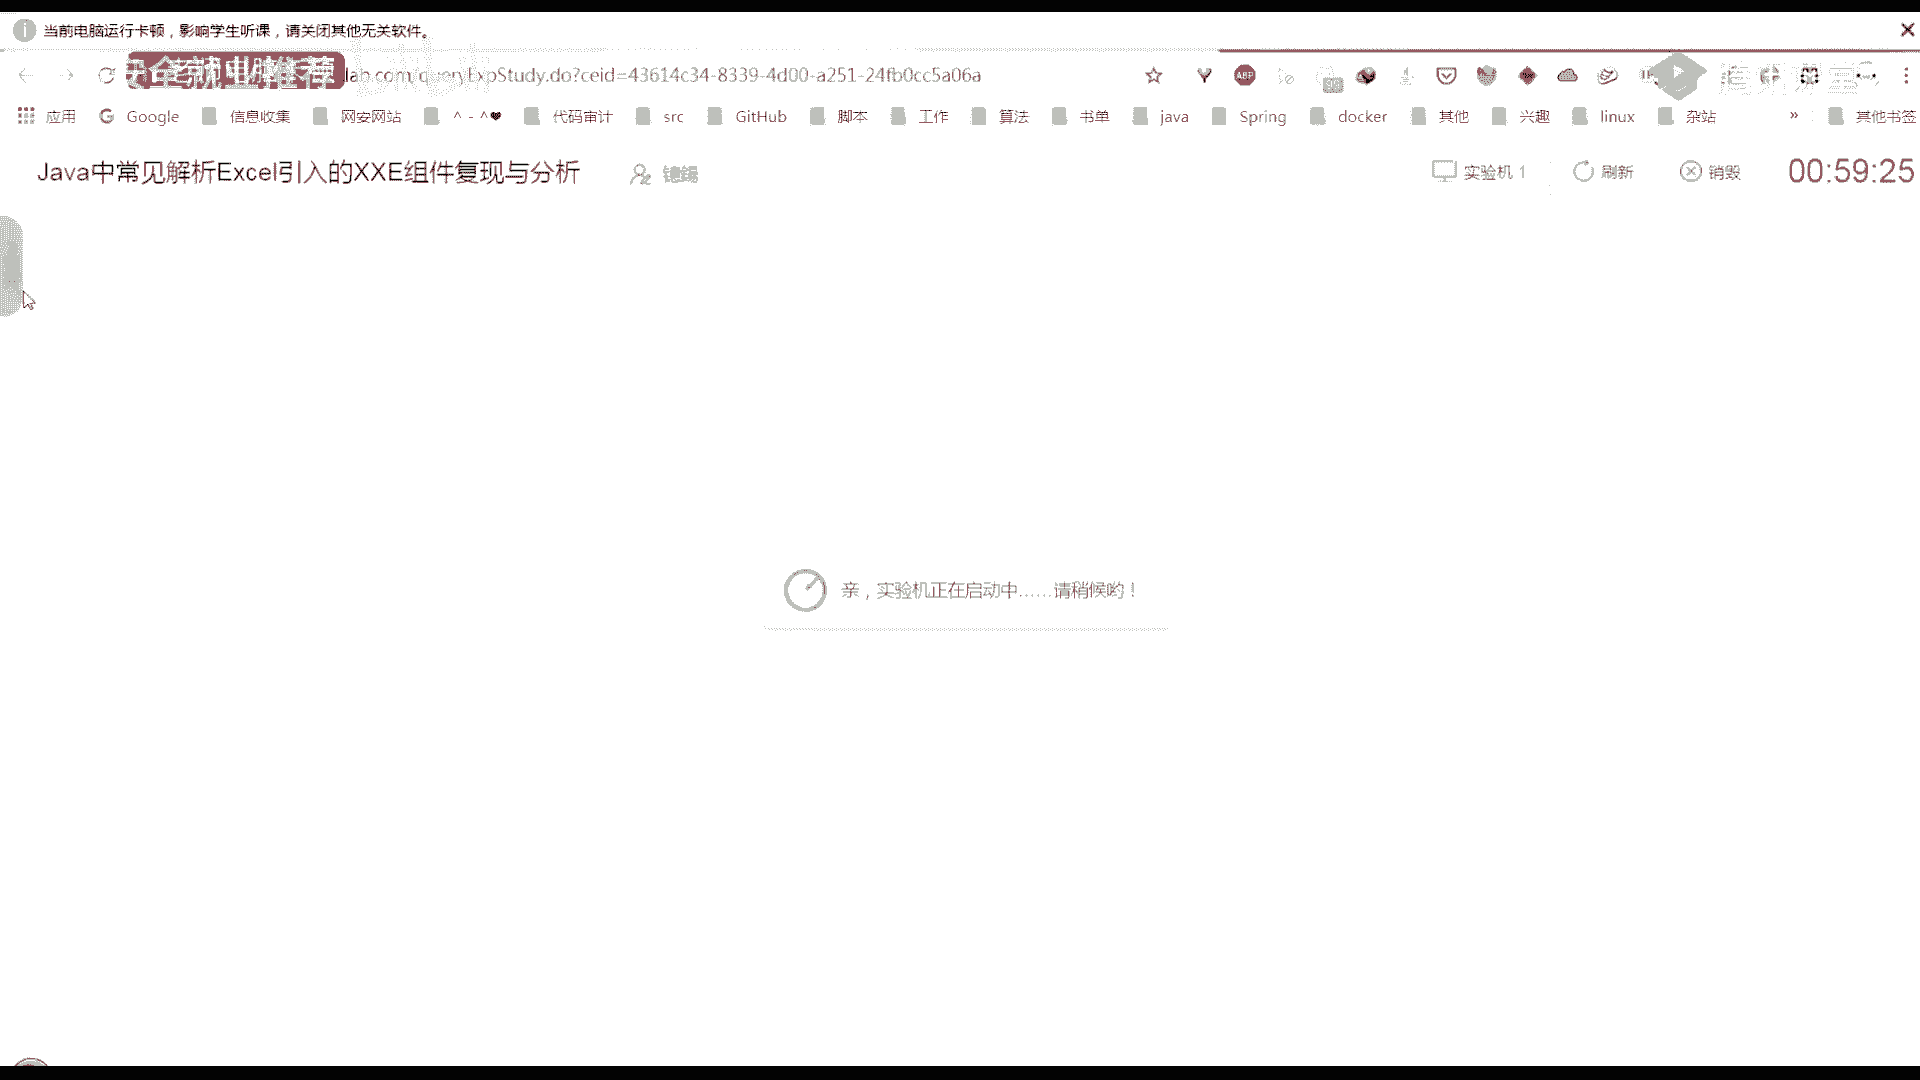 当前电脑运行卡顿，影响学生听课，请关闭其他无关软件。
lab.com/queryExpStudy.do?ceid=43614c34-8339-4d00-a251-24fb0cc5a06a
ABP
应用 Google 信息收集 网安网站 ^ - ^❤ 代码审计 src GitHub 脚本 工作 算法 书单 java Spring docker 其他 兴趣 linux 杂站 » 其他书签
Java中常见解析Excel引入的XXE组件复现与分析 实验机 1 刷新 销毁 00:59:25
亲，实验机正在启动中……请稍候哟！